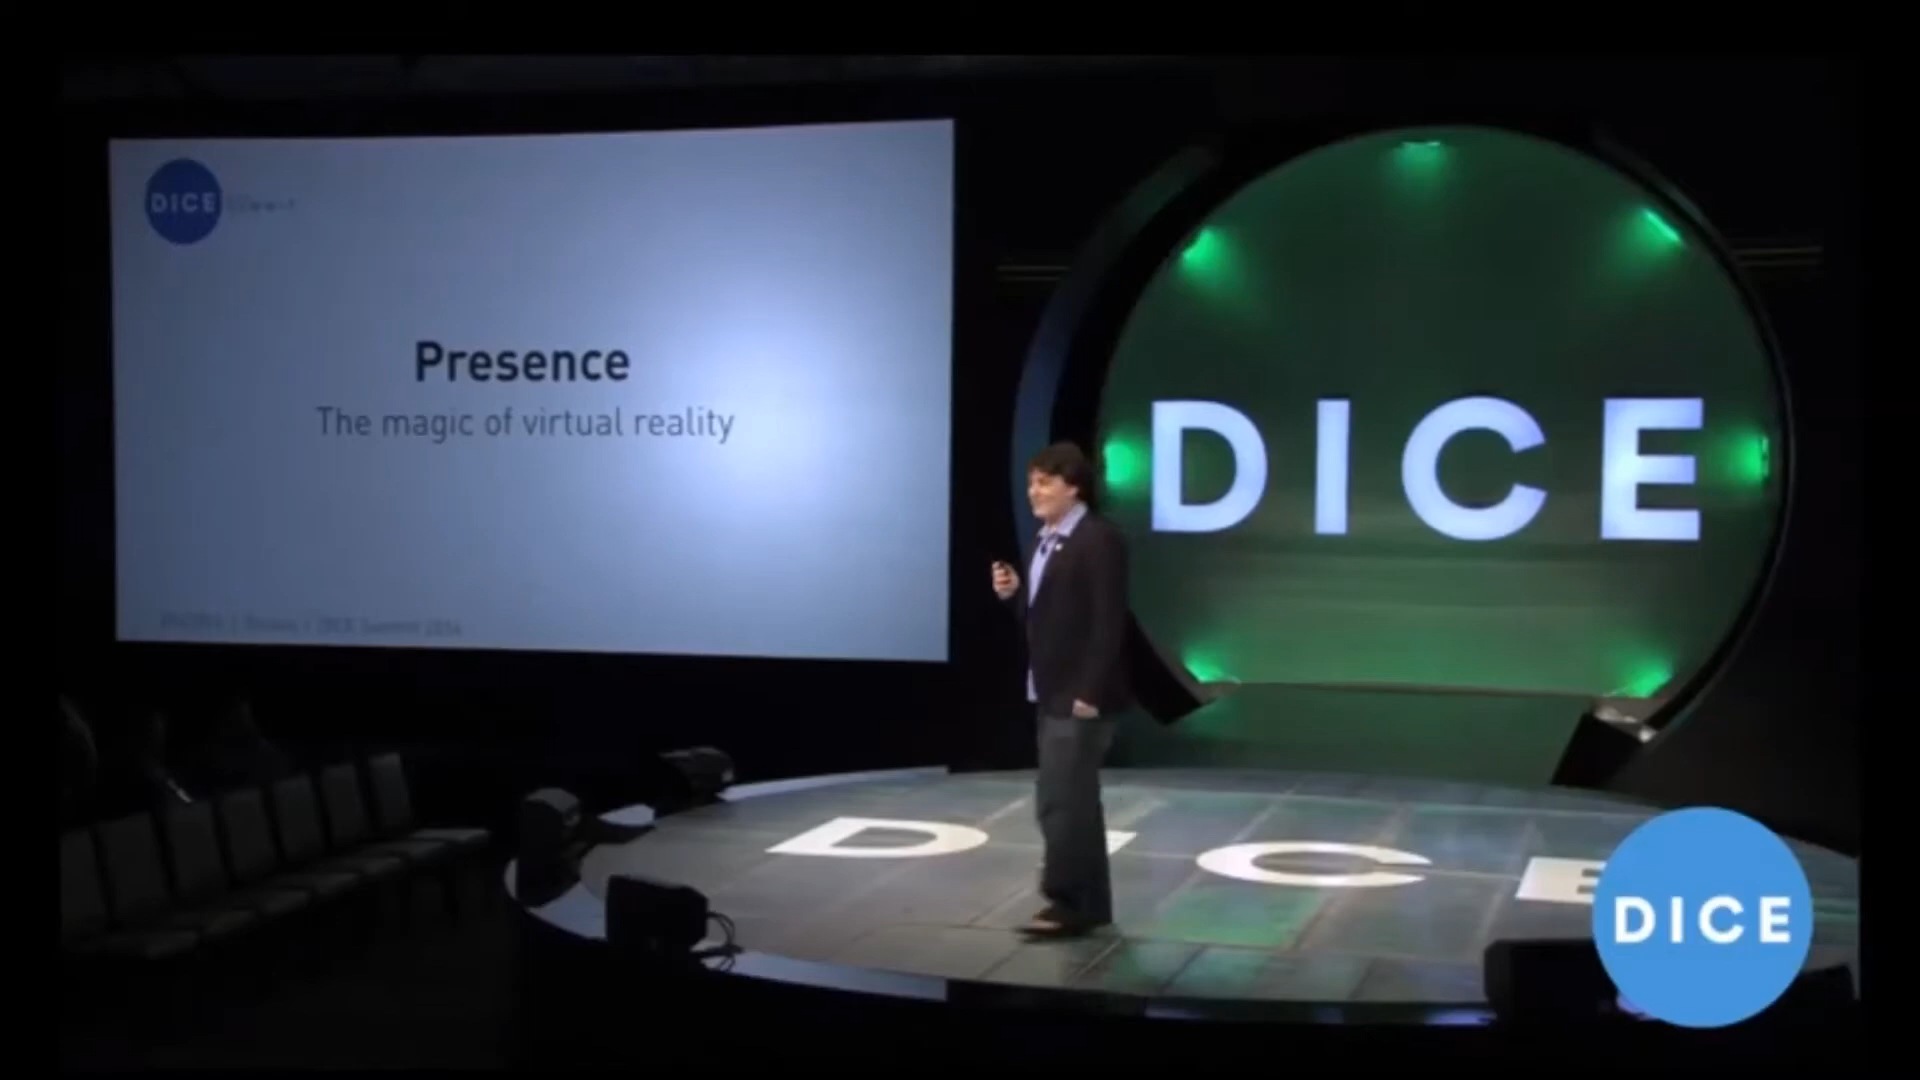 DICE
Presence
The magic of virtual reality
DICE
DICE
DICE